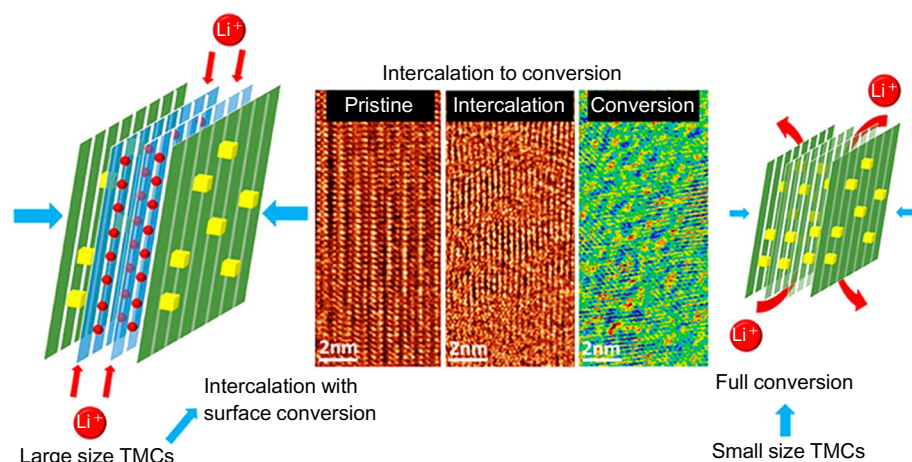 Li+
Intercalation to conversion
Pristine
Intercalation
Conversion
Li+
2nm
2nm
2nm
Li+
Li+
Intercalation with
surface conversion
Full conversion
Large size TMCs
Small size TMCs